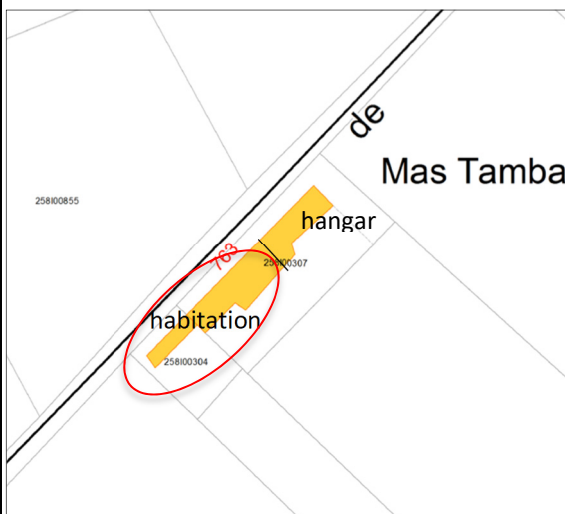 de
Mas Tamba
258I00855
hangar
763
258I00307
habitation
258I00304